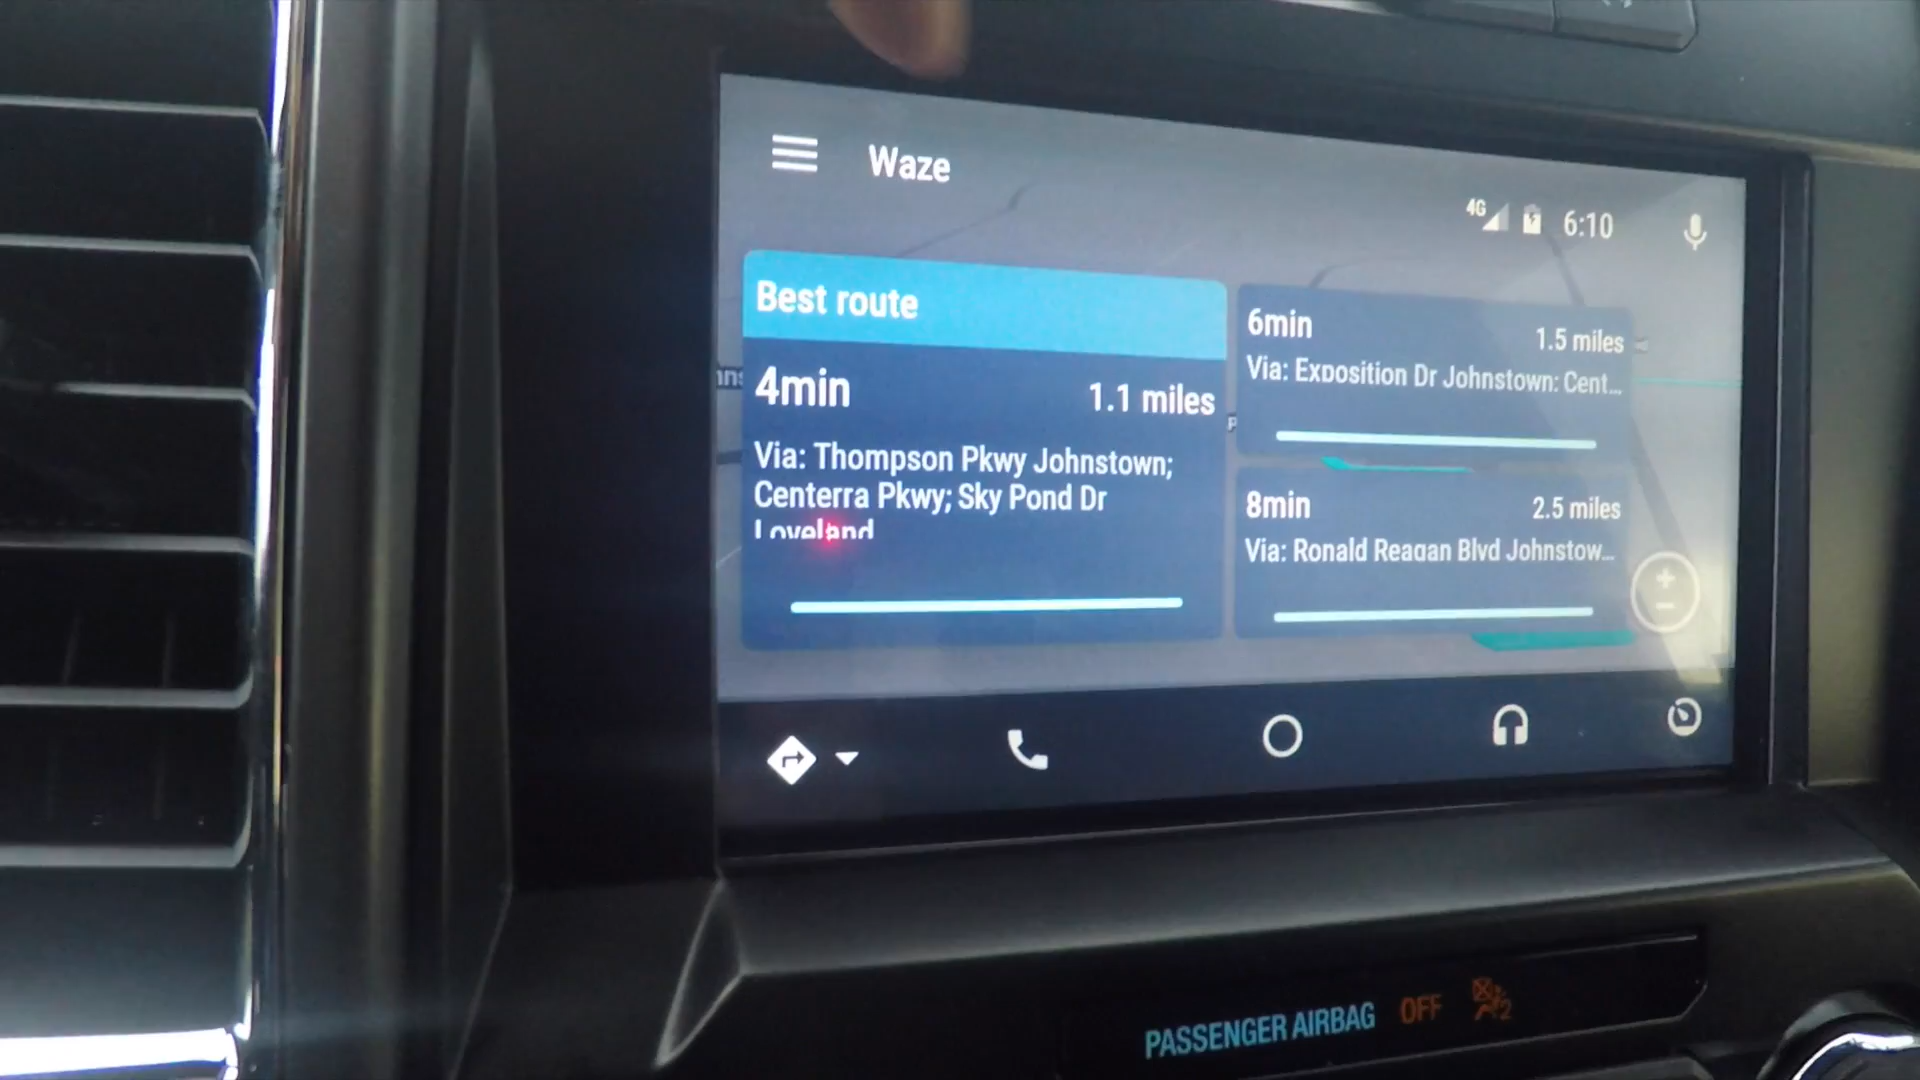 Waze
4G
6:10
Best route
4min
1.1 miles
Via: Thompson Pkwy Johnstown;
Centerra Pkwy; Sky Pond Dr
Loveland
6min
1.5 miles
Via: Exposition Dr Johnstown; Cent...
8min
2.5 miles
Via: Ronald Reagan Blvd Johnstow...
PASSENGER AIRBAG OFF